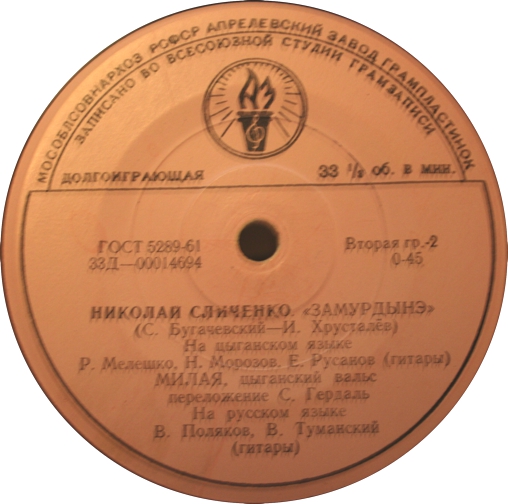 МОСОБЛСОВНАРХОЗ РСФСР АПРЕЛЕВСКИЙ ЗАВОД ГРАМПЛАСТИНОК
ЗАПИСАНО ВО ВСЕСОЮЗНОЙ СТУДИИ ГРАМЗАПИСИ
АЗ
ДОЛГОИГРАЮЩАЯ
33 1/3 об. в мин.
ГОСТ 5289-61
Вторая гр.-2
33Д—00014694
0-45
НИКОЛАЙ СЛИЧЕНКО. «ЗАМУРДЫНЭ»
(С. Бугачевский—И. Хрусталёв)
На цыганском языке
Р. Мелешко, Н. Морозов, Е. Русанов (гитары)
МИЛАЯ, цыганский вальс
переложение С. Гердаль
На русском языке
В. Поляков, В. Туманский
(гитары)